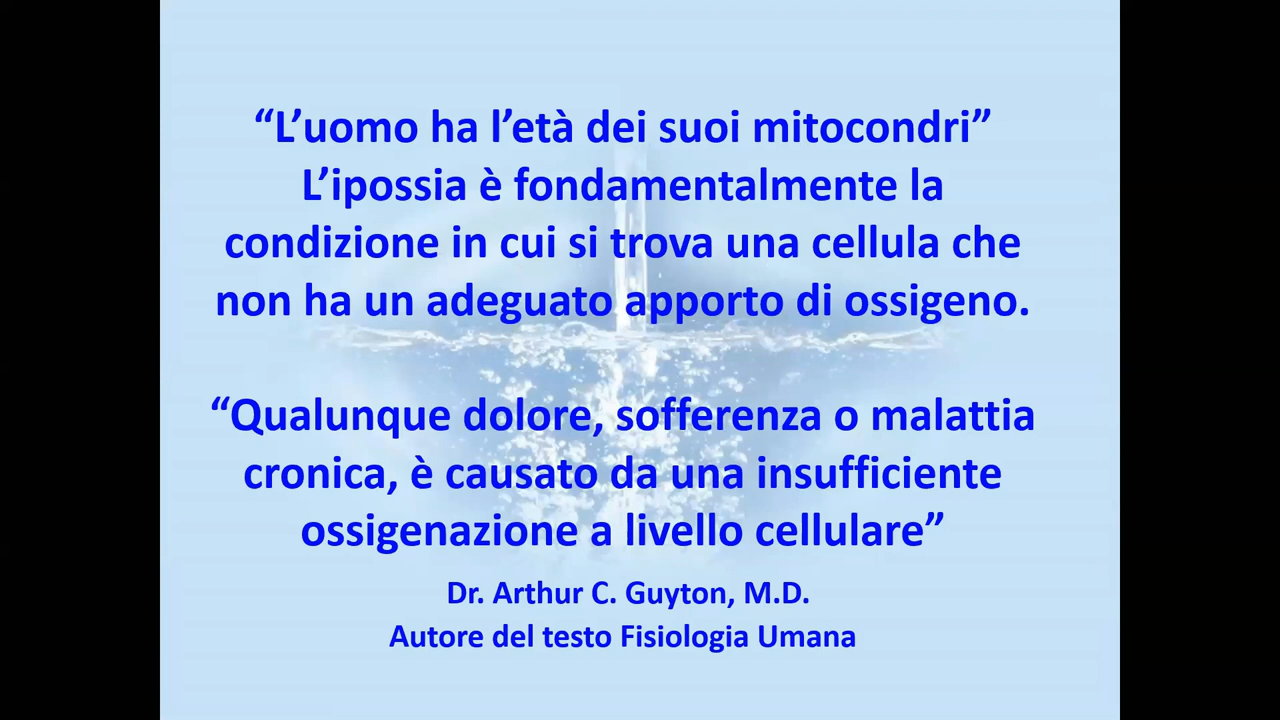 “L’uomo ha l’età dei suoi mitocondri”
L’ipossia è fondamentalmente la
condizione in cui si trova una cellula che
non ha un adeguato apporto di ossigeno.
“Qualunque dolore, sofferenza o malattia
cronica, è causato da una insufficiente
ossigenazione a livello cellulare”
Dr. Arthur C. Guyton, M.D.
Autore del testo Fisiologia Umana